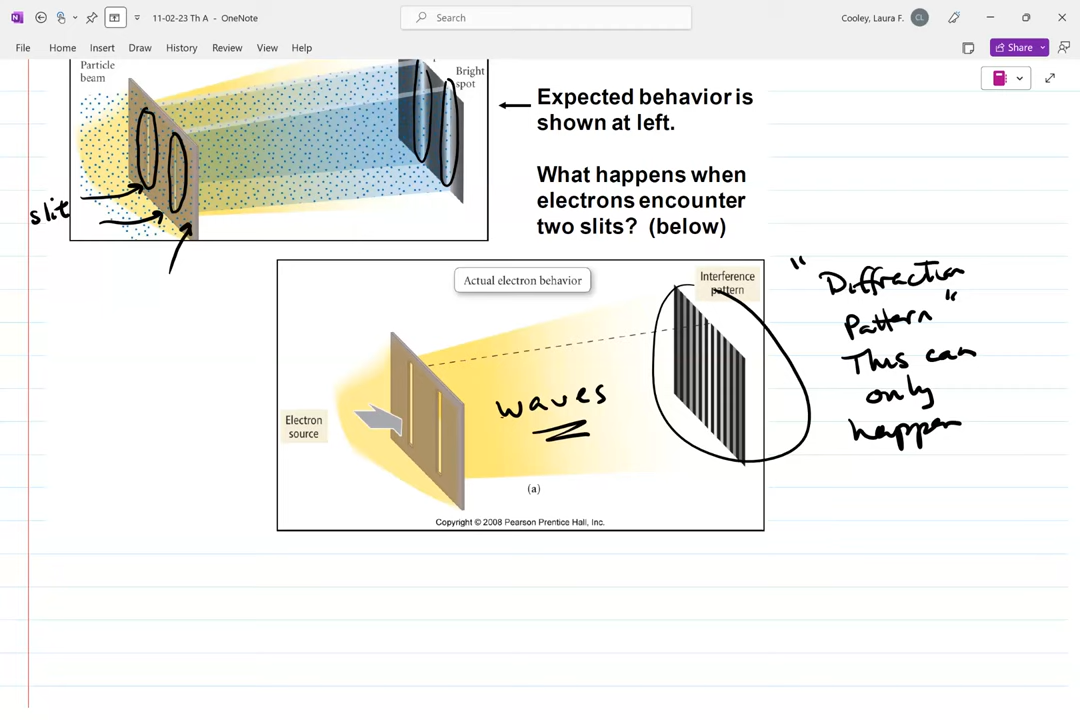 11-02-23 Th A - OneNote
Search
Cooley, Laura F.
CL
File
Home
Insert
Draw
History
Review
View
Help
Share
Particle
beam
Bright
spot
slit
Expected behavior is
shown at left.
What happens when
electrons encounter
two slits? (below)
Actual electron behavior
Interference
pattern
Electron
source
waves
(a)
Copyright © 2008 Pearson Prentice Hall, Inc.
"Diffraction
Pattern"
This can
only
happen